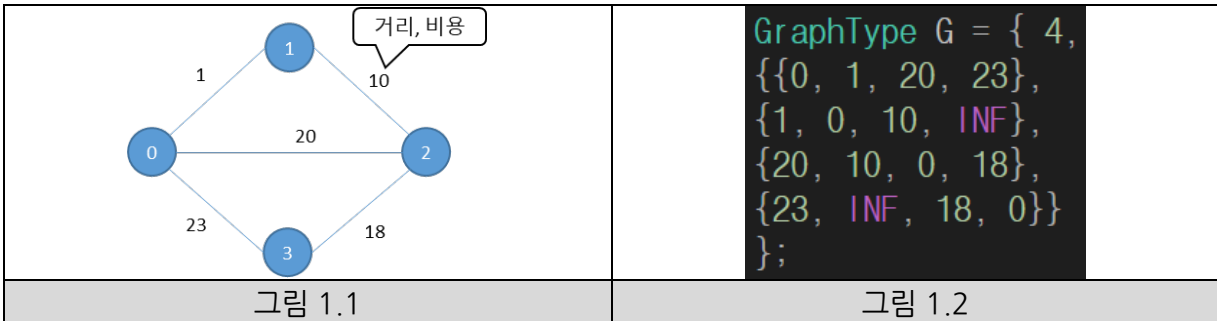 거리, 비용
1
1
10
20
0
2
23
18
3
GraphType G = { 4,
{{0, 1, 20, 23},
{1, 0, 10, INF},
{20, 10, 0, 18},
{23, INF, 18, 0}}
};
그림 1.1
그림 1.2